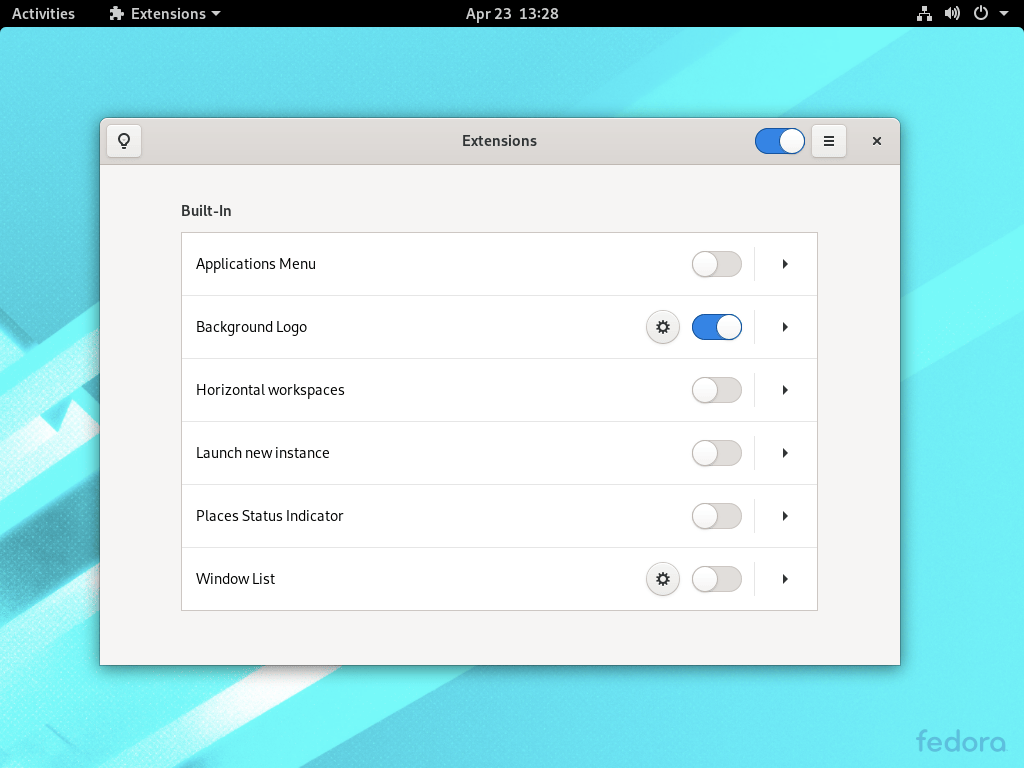 Activities Extensions Apr 23 13:28
Extensions
Built-In
Applications Menu
Background Logo
Horizontal workspaces
Launch new instance
Places Status Indicator
Window List
fedora